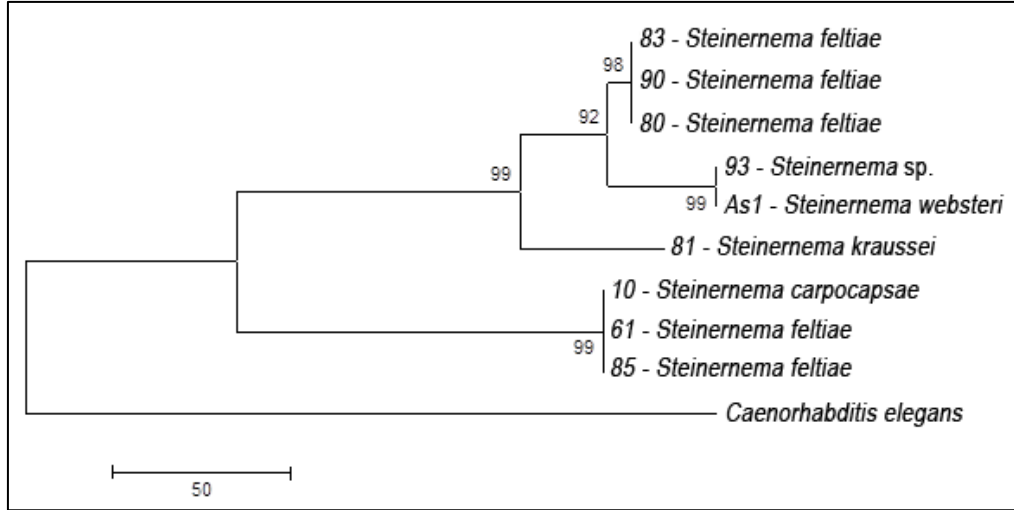 83 - Steinernema feltiae
98
90 - Steinernema feltiae
92
80 - Steinernema feltiae
99
93 - Steinernema sp.
99
As1 - Steinernema websteri
81 - Steinernema kraussei
10 - Steinernema carpocapsae
61 - Steinernema feltiae
99
85 - Steinernema feltiae
Caenorhabditis elegans
50